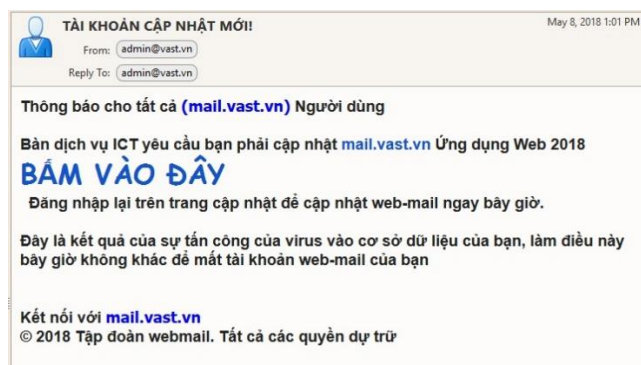 TÀI KHOẢN CẬP NHẬT MỚI!
May 8, 2018 1:01 PM
From: admin@vast.vn
Reply To: admin@vast.vn
Thông báo cho tất cả (mail.vast.vn) Người dùng
Bàn dịch vụ ICT yêu cầu bạn phải cập nhật mail.vast.vn Ứng dụng Web 2018
BẤM VÀO ĐÂY
Đăng nhập lại trên trang cập nhật để cập nhật web-mail ngay bây giờ.
Đây là kết quả của sự tấn công của virus vào cơ sở dữ liệu của bạn, làm điều này
bây giờ không khác để mất tài khoản web-mail của bạn
Kết nối với mail.vast.vn
© 2018 Tập đoàn webmail. Tất cả các quyền dự trữ